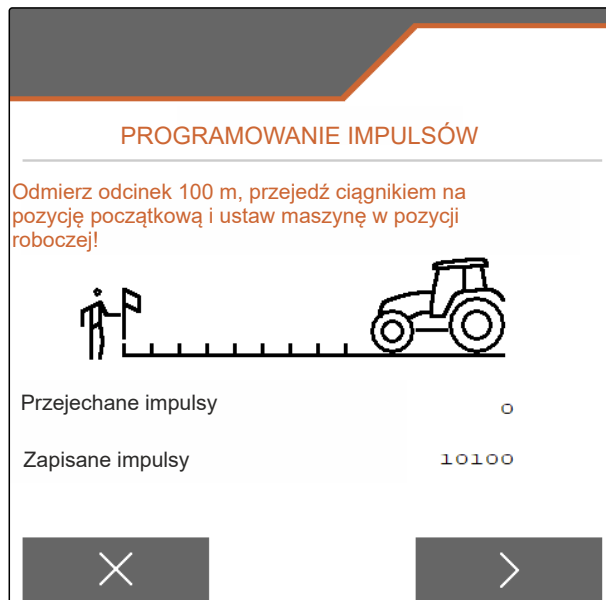 PROGRAMOWANIE IMPULSÓW
Odmierz odcinek 100 m, przejedź ciągnikiem na
pozycję początkową i ustaw maszynę w pozycji
roboczej!
Przejechane impulsy 0
Zapisane impulsy 10100